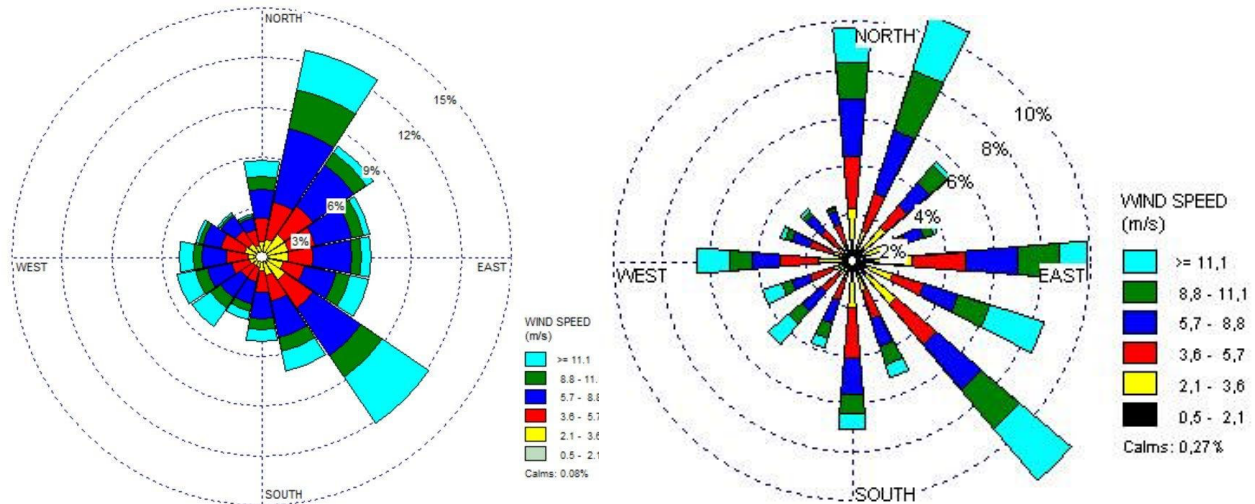 NORTH
15%
12%
9%
6%
3%
WEST
EAST
SOUTH
WIND SPEED
(m/s)
>= 11.1
8.8 - 11.
5.7 - 8.8
3.6 - 5.7
2.1 - 3.6
0.5 - 2.1
Calms: 0.08%
NORTH
10%
8%
6%
4%
2%
WEST
EAST
SOUTH
WIND SPEED
(m/s)
>= 11,1
8,8 - 11,1
5,7 - 8,8
3,6 - 5,7
2,1 - 3,6
0,5 - 2,1
Calms: 0,27%